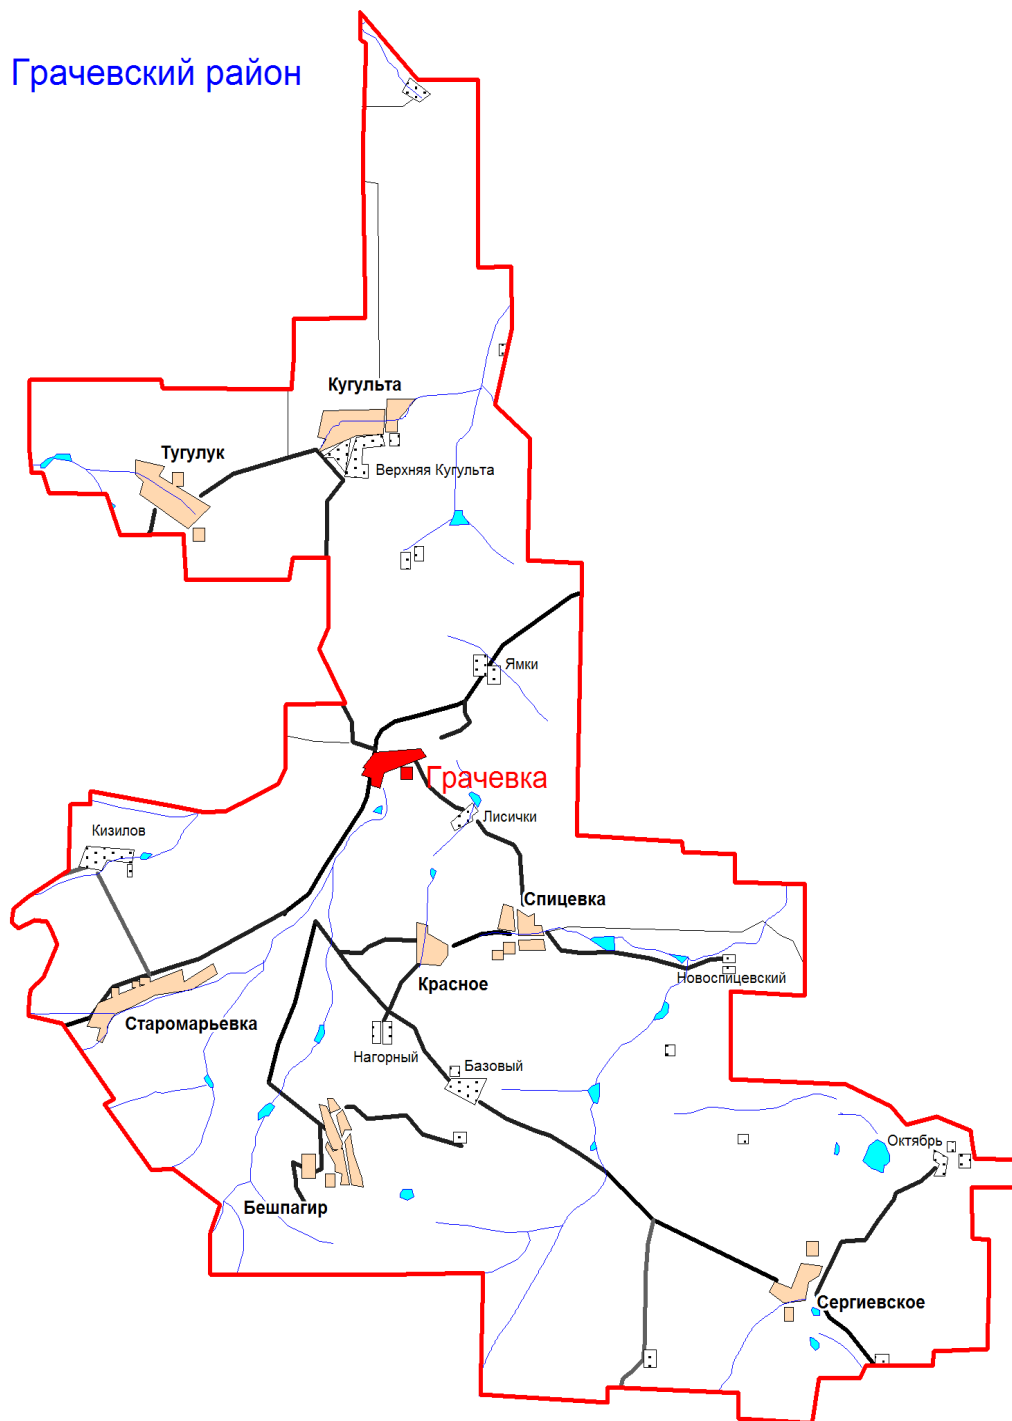 Грачевский район
Кугульта
Тугулук
Верхняя Кугульта
Ямки
Грачевка
Лисички
Кизилов
Спицевка
Красное
Новоспицевский
Старомарьевка
Нагорный
Базовый
Октябрь
Бешпагир
Сергиевское